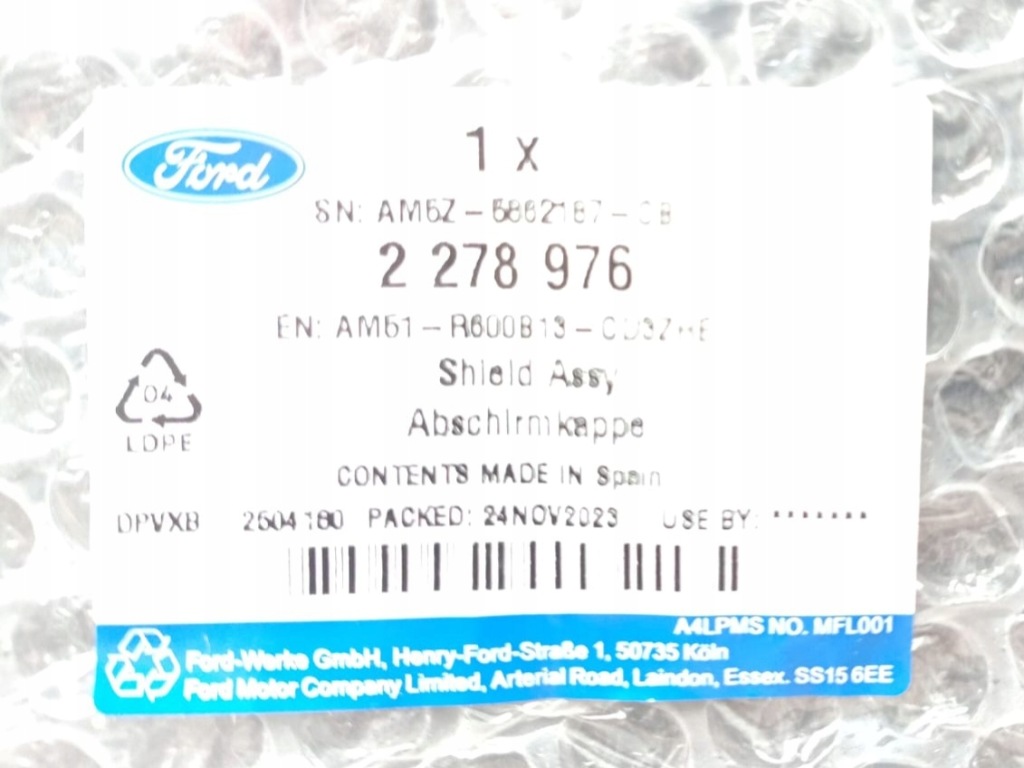 Ford
1 x
SN: AM5Z-5862187-CB
2 278 976
EN: AM51-
Shield Assy
Abschirmkappe
04
LDPE
CONTENTS MADE IN Spain
DPVXB 2504180 PACKED: 24NOV2023 USE BY: *******
A4LPMS NO. MFL001
Ford-Werke GmbH, Henry-Ford-Straße 1, 50735 Köln
Ford Motor Company Limited, Arterial Road, Laindon, Essex. SS15 6EE